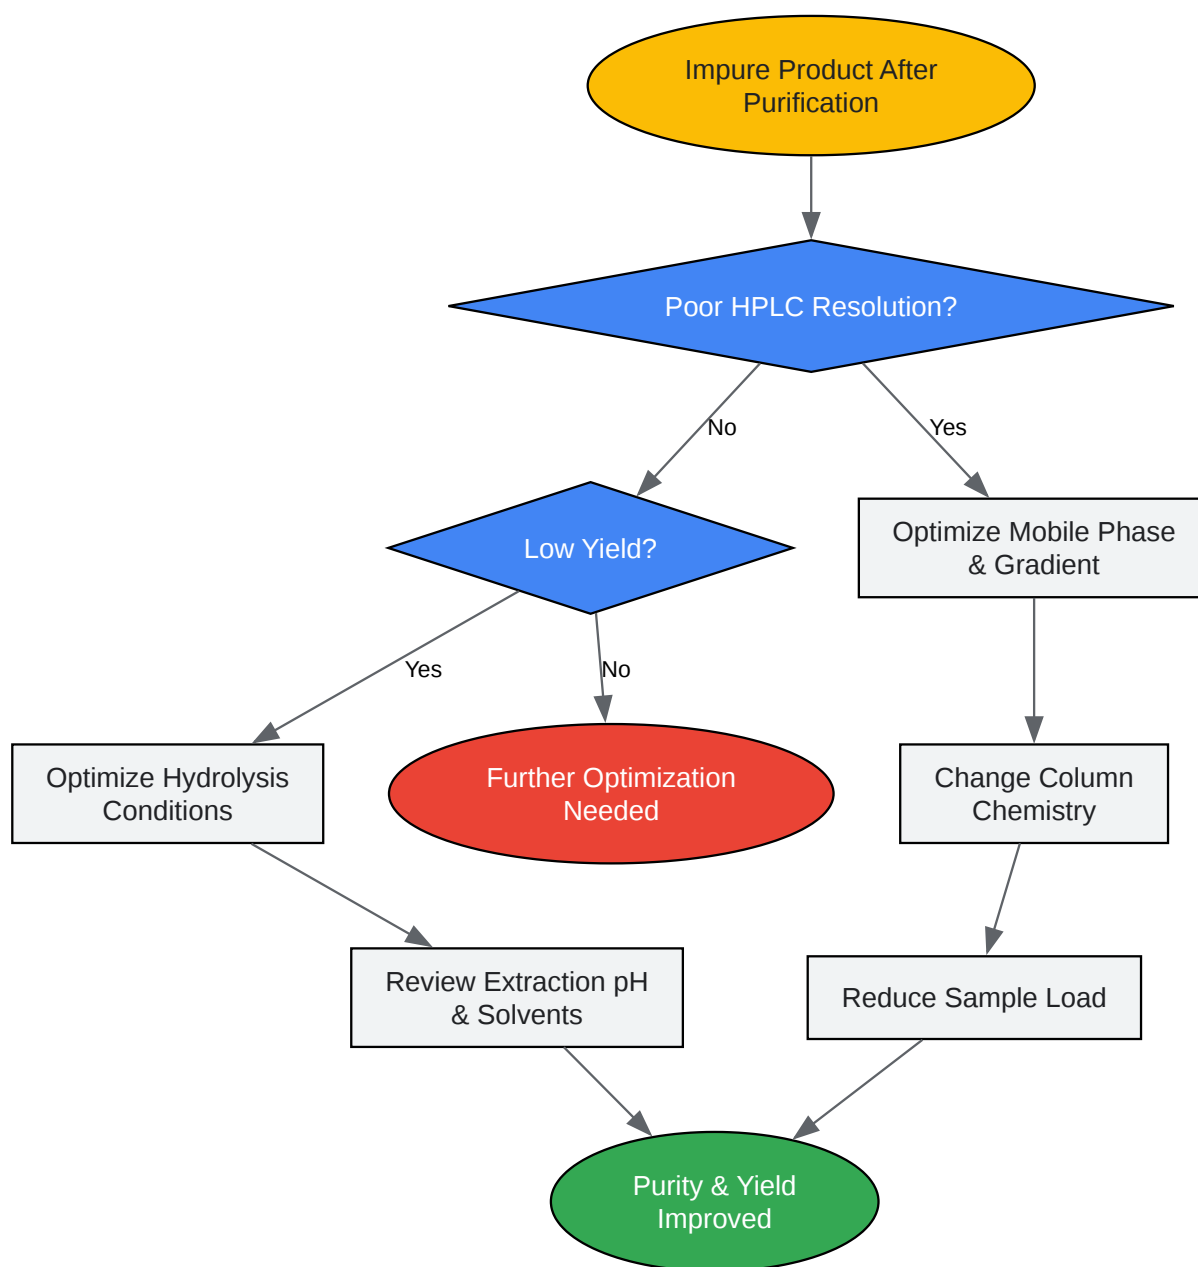 Impure Product After
Purification
Poor HPLC Resolution?
No
Yes
Low Yield?
Optimize Mobile Phase
& Gradient
Yes
No
Optimize Hydrolysis
Conditions
Further Optimization
Needed
Change Column
Chemistry
Review Extraction pH
& Solvents
Reduce Sample Load
Purity & Yield
Improved